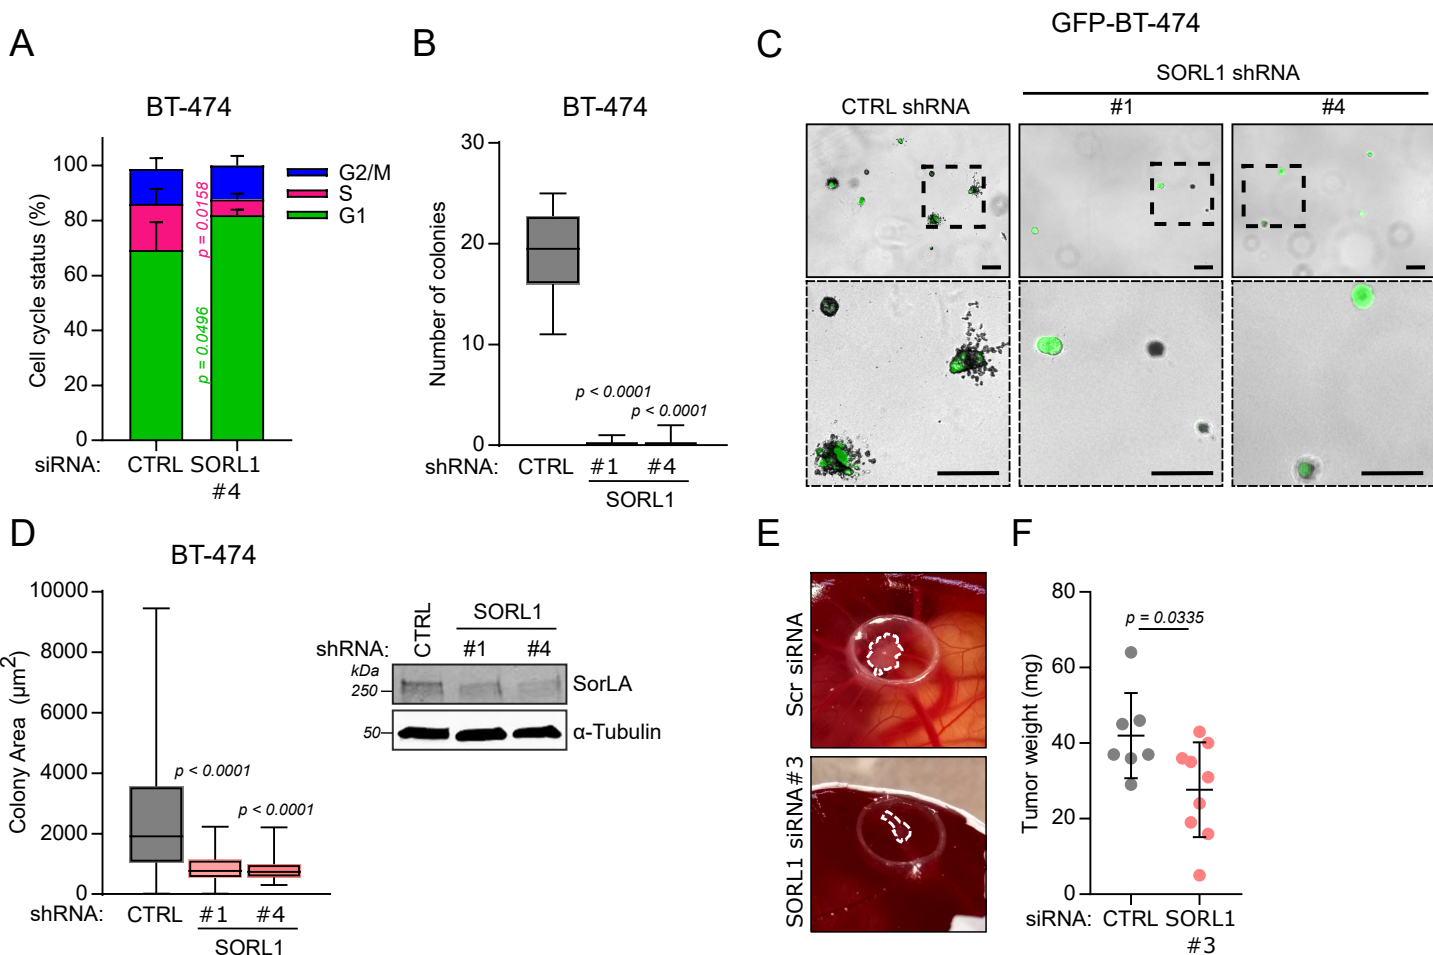 A
BT-474
Cell cycle status (%)
100
80
60
40
20
0
p = 0.0158
p = 0.0496
G2/M
S
G1
siRNA: CTRL SORL1
#4
B
BT-474
Number of colonies
30
20
10
0
p < 0.0001
p < 0.0001
shRNA: CTRL #1 #4
SORL1
C
GFP-BT-474
SORL1 shRNA
CTRL shRNA #1 #4
D
BT-474
Colony Area (µm2)
10000
8000
6000
4000
2000
0
p < 0.0001
p < 0.0001
shRNA: CTRL #1 #4
SORL1
CTRL
SORL1
shRNA: #1 #4
kDa
250
SorLA
50
α-Tubulin
E
Scr siRNA
SORL1 siRNA#3
F
Tumor weight (mg)
80
60
40
20
0
p = 0.0335
siRNA: CTRL SORL1
#3